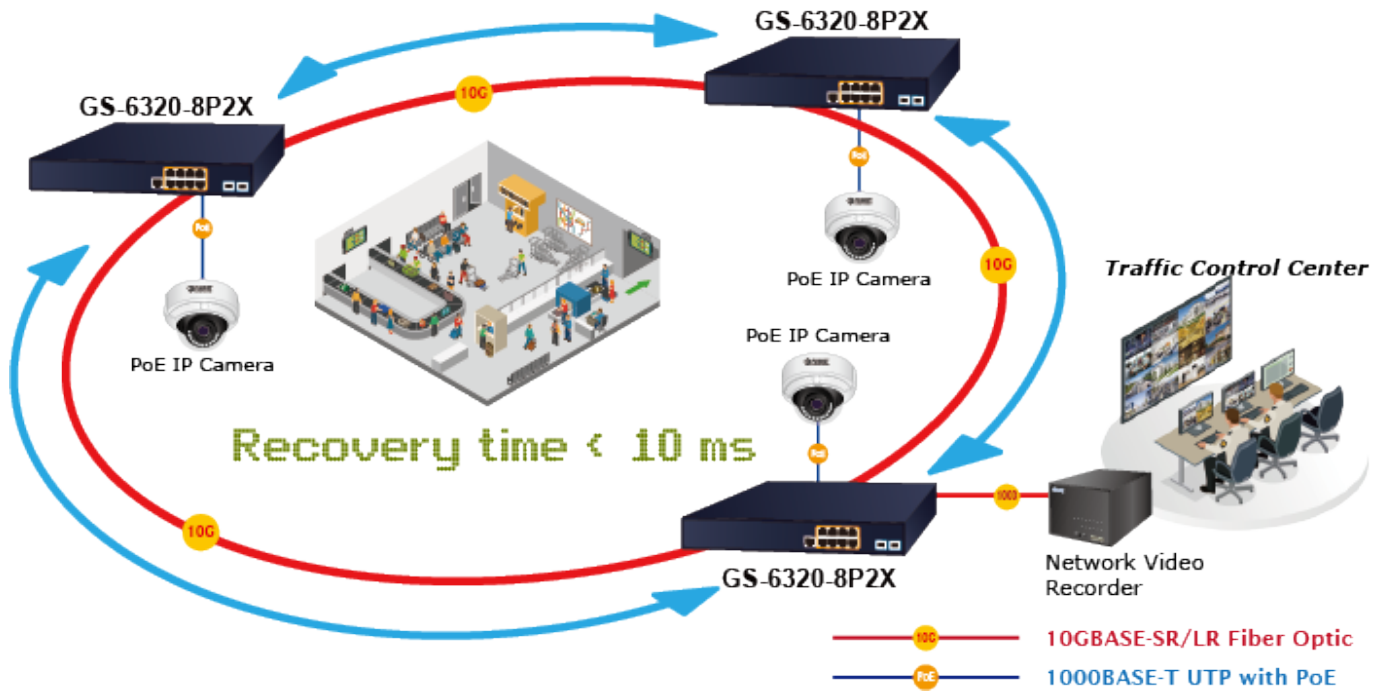 GS-6320-8P2X
GS-6320-8P2X
10G
PoE
PoE
PoE IP Camera
10G
PoE IP Camera
Traffic Control Center
PoE IP Camera
Recovery time < 10 ms
PoE
10G
1000
GS-6320-8P2X
Network Video
Recorder
10G 10GBASE-SR/LR Fiber Optic
PoE 1000BASE-T UTP with PoE